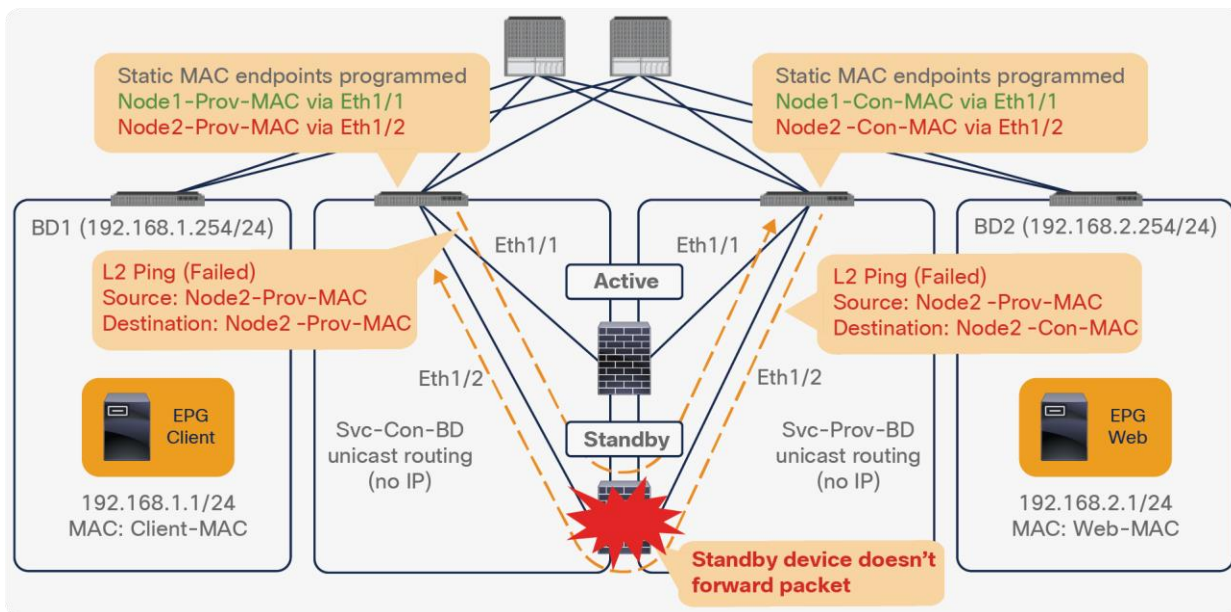 Static MAC endpoints programmed
Node1-Prov-MAC via Eth1/1
Node2-Prov-MAC via Eth1/2
Static MAC endpoints programmed
Node1-Con-MAC via Eth1/1
Node2 -Con-MAC via Eth1/2
BD1 (192.168.1.254/24)
BD2 (192.168.2.254/24)
Eth1/1
Eth1/1
L2 Ping (Failed)
Source: Node2-Prov-MAC
Destination: Node2 -Prov-MAC
Active
L2 Ping (Failed)
Source: Node2 -Prov-MAC
Destination: Node2 -Con-MAC
Eth1/2
Eth1/2
EPG
Client
Svc-Con-BD
unicast routing
(no IP)
Standby
Svc-Prov-BD
unicast routing
(no IP)
EPG
Web
192.168.1.1/24
MAC: Client-MAC
192.168.2.1/24
MAC: Web-MAC
Standby device doesn’t
forward packet